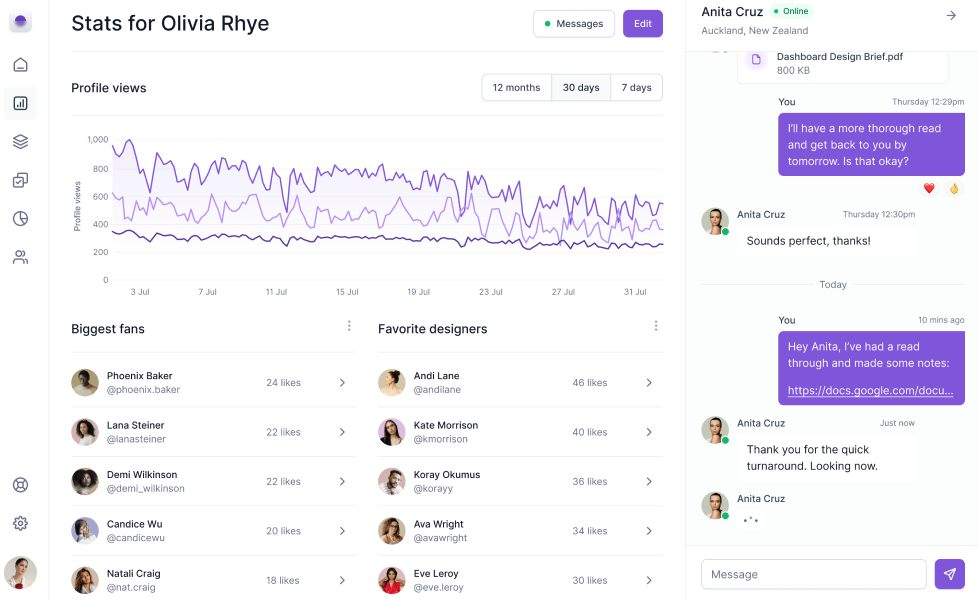 Stats for Olivia Rhye
Messages
Edit
Profile views
12 months
30 days
7 days
Profile views
1,000
800
600
400
200
0
3 Jul
7 Jul
11 Jul
15 Jul
19 Jul
23 Jul
27 Jul
31 Jul
Biggest fans
Phoenix Baker
@phoenix.baker
24 likes
Lana Steiner
@lanasteiner
22 likes
Demi Wilkinson
@demi_wilkinson
22 likes
Candice Wu
@candicewu
20 likes
Natali Craig
@nat.craig
18 likes
Favorite designers
Andi Lane
@andilane
46 likes
Kate Morrison
@kmorrison
40 likes
Koray Okumus
@korayy
36 likes
Ava Wright
@avawright
34 likes
Eve Leroy
@eve.leroy
30 likes
Anita Cruz
Online
Auckland, New Zealand
Dashboard Design Brief.pdf
800 KB
You
Thursday 12:29pm
I'll have a more thorough read
and get back to you by
tomorrow. Is that okay?
Anita Cruz
Thursday 12:30pm
Sounds perfect, thanks!
Today
You
10 mins ago
Hey Anita, I've had a read
through and made some notes:
https://docs.google.com/docu...
Anita Cruz
Just now
Thank you for the quick
turnaround. Looking now.
Anita Cruz
Message